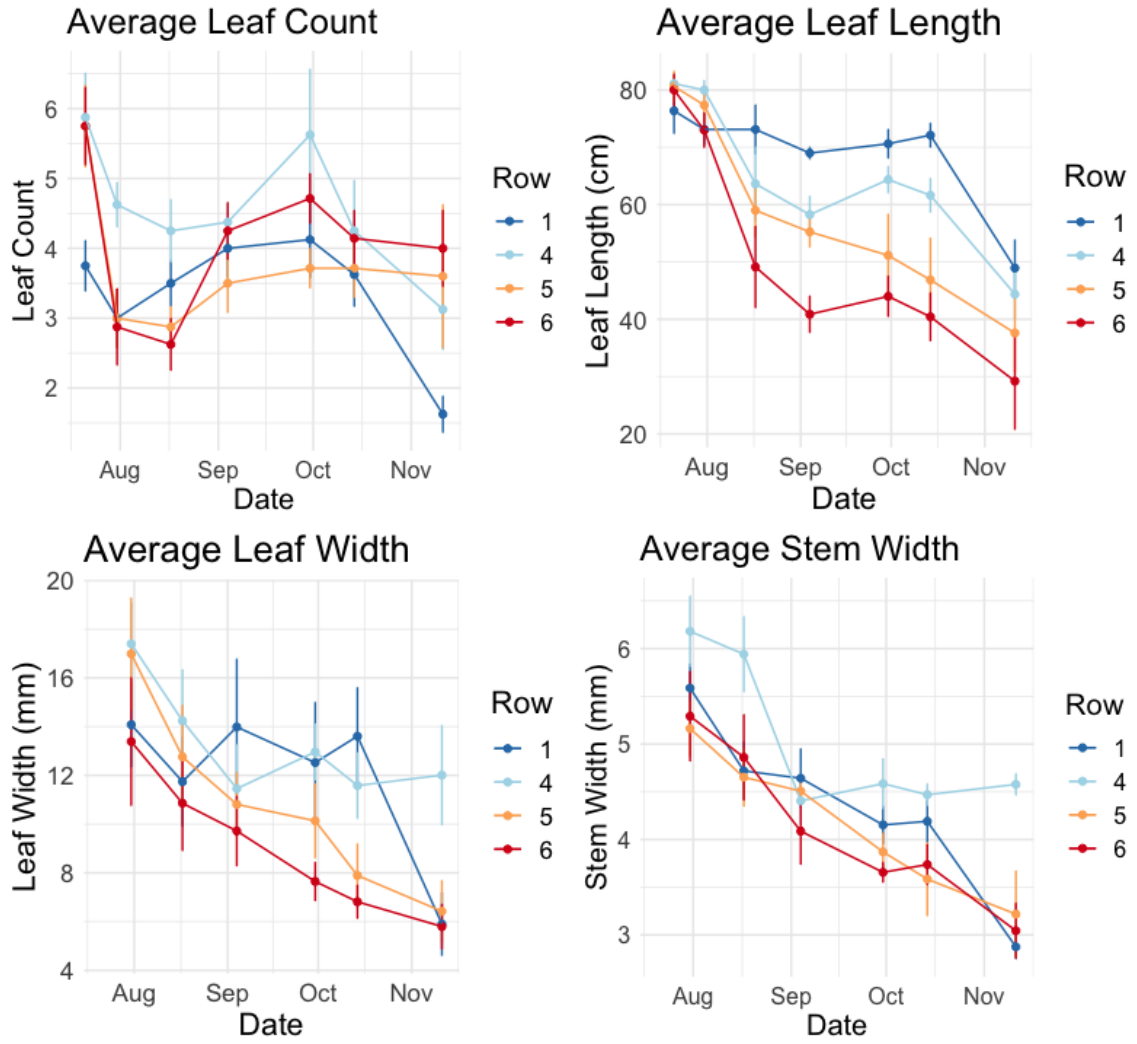 Average Leaf Count
6
5
4
3
2
Leaf Count
Aug
Sep
Oct
Nov
Date
Row
1
4
5
6
Average Leaf Length
80
60
40
20
Leaf Length (cm)
Aug
Sep
Oct
Nov
Date
Row
1
4
5
6
Average Leaf Width
20
16
12
8
4
Leaf Width (mm)
Aug
Sep
Oct
Nov
Date
Row
1
4
5
6
Average Stem Width
6
5
4
3
Stem Width (mm)
Aug
Sep
Oct
Nov
Date
Row
1
4
5
6